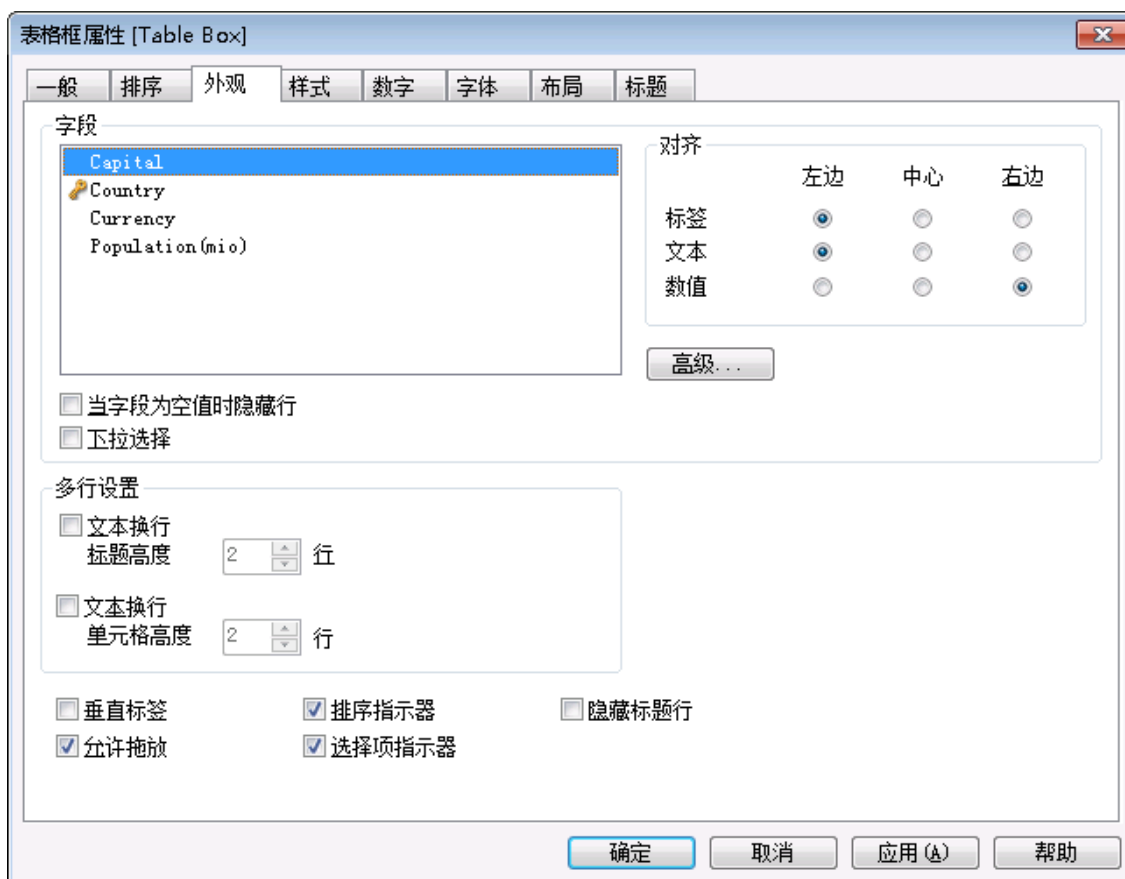 表格框属性 [Table Box]
一般 排序 外观 样式 数字 字体 布局 标题
字段
Capital
Country
Currency
Population(mio)
对齐
左边 中心 右边
标签
文本
数值
高级...
当字段为空值时隐藏行
下拉选择
多行设置
文本换行
标题高度 2 行
文本换行
单元格高度 2 行
垂直标签 排序指示器 隐藏标题行
允许拖放 选择项指示器
确定 取消 应用(A) 帮助